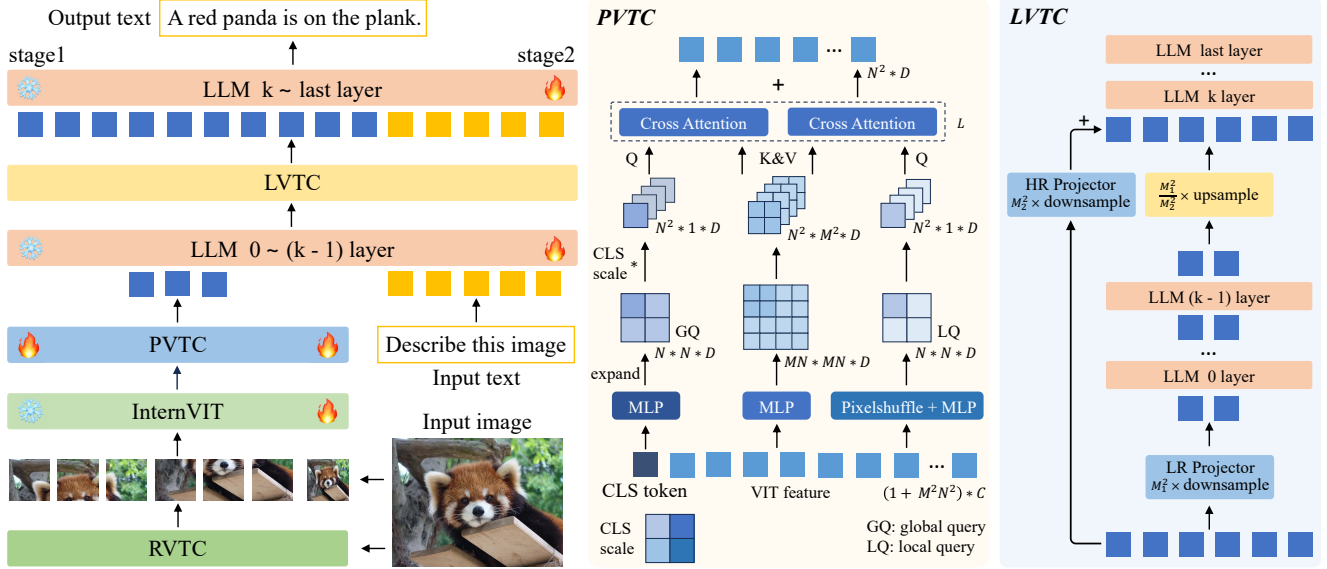 Output text
A red panda is on the plank.
stage1
stage2
LLM k ~ last layer
LVTC
LLM 0 ~ (k - 1) layer
PVTC
Describe this image
Input text
InternVIT
Input image
RVTC
PVTC
N² * D
+
Cross Attention
Cross Attention
L
Q
K&V
Q
N² * 1 * D
N² * M² * D
N² * 1 * D
CLS
scale *
GQ
LQ
N * N * D
MN * MN * D
N * N * D
expand
MLP
MLP
Pixelshuffle + MLP
...
CLS token
VIT feature
(1 + M²N²) * C
CLS
scale
GQ: global query
LQ: local query
LVTC
LLM last layer
...
LLM k layer
+
HR Projector
M₂² × downsample
M₁²/M₂² × upsample
LLM (k - 1) layer
...
LLM 0 layer
LR Projector
M₁² × downsample